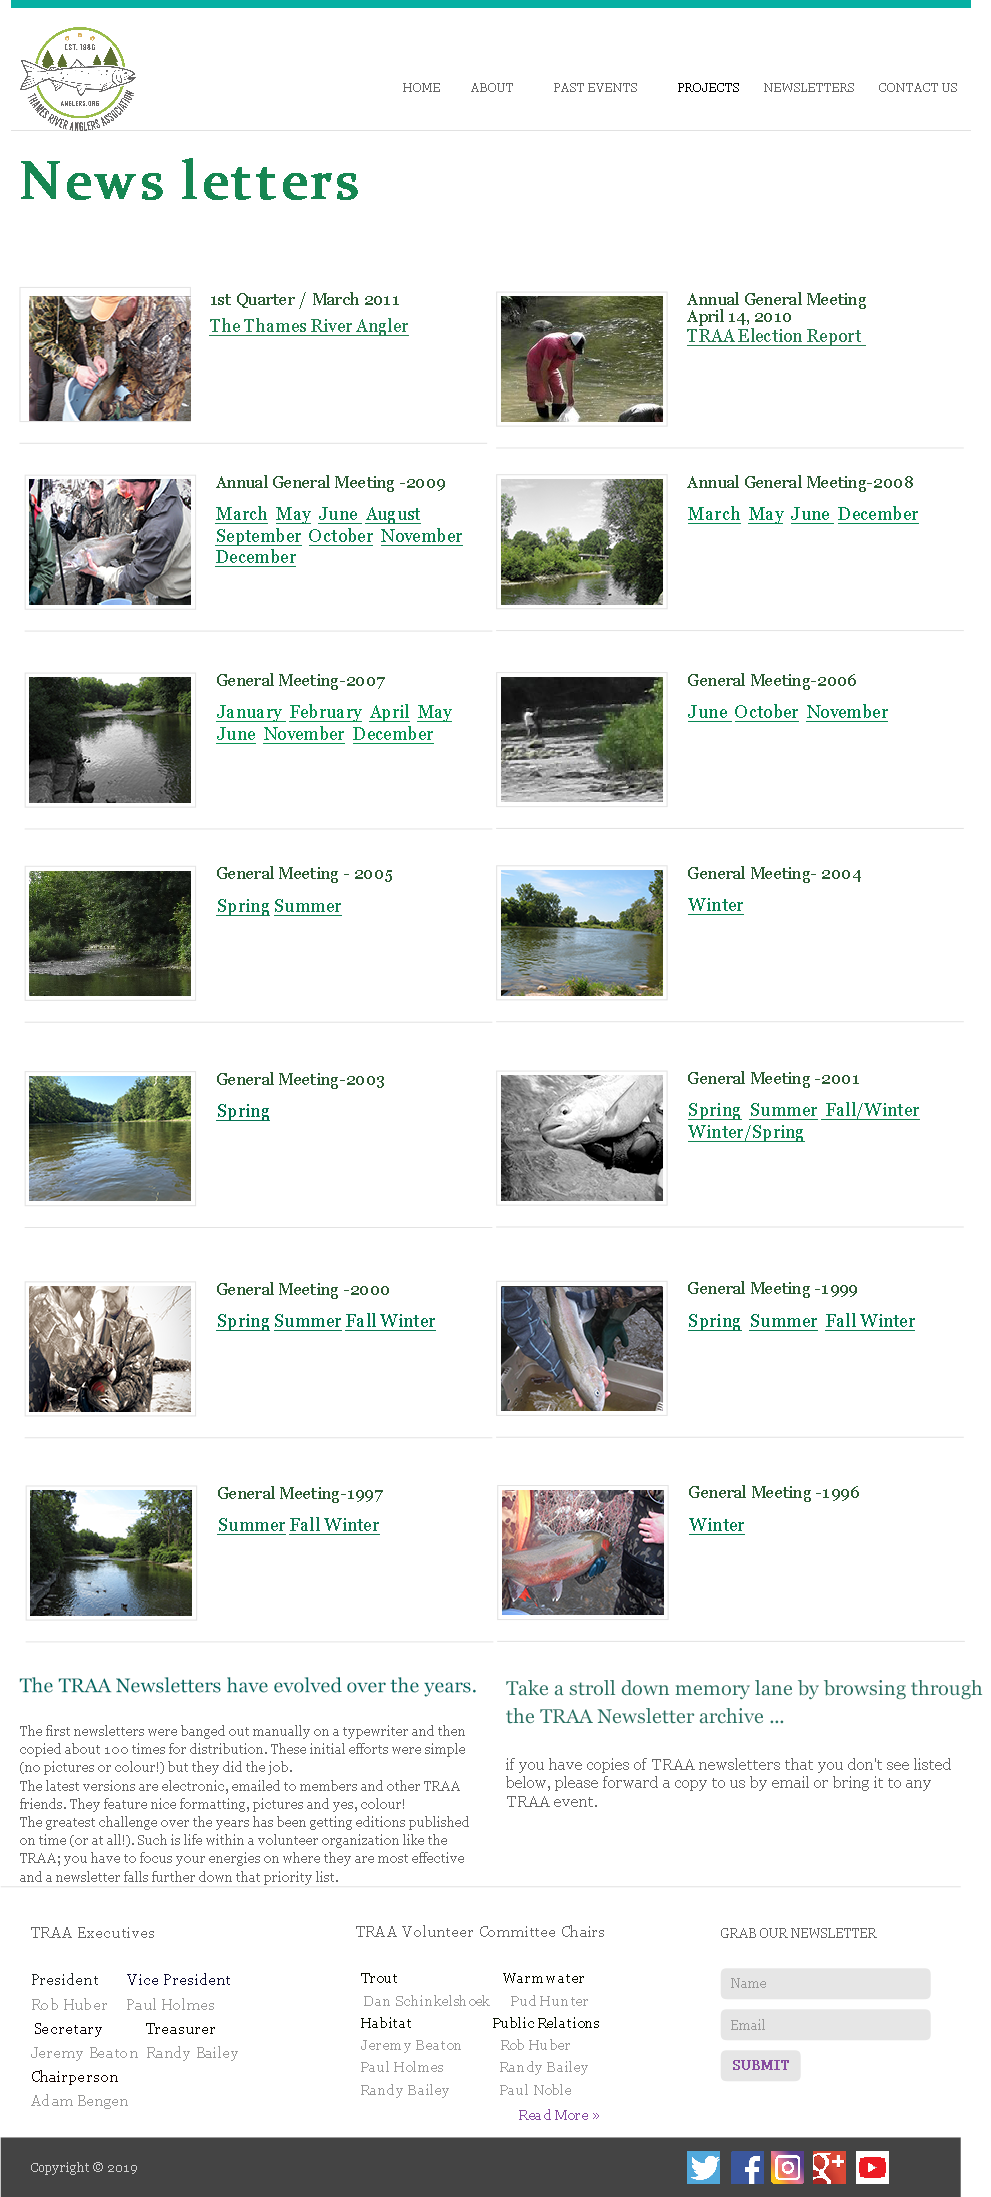 EST. 1986
ANGLERS.ORG
THAMES RIVER ANGLERS ASSOCIATION
HOME ABOUT PAST EVENTS PROJECTS NEWSLETTERS CONTACT US
News letters
1st Quarter / March 2011
The Thames River Angler
Annual General Meeting
April 14, 2010
TRAA Election Report
Annual General Meeting -2009
March May June August
September October November
December
Annual General Meeting-2008
March May June December
General Meeting-2007
January February April May
June November December
General Meeting-2006
June October November
General Meeting - 2005
Spring Summer
General Meeting- 2004
Winter
General Meeting-2003
Spring
General Meeting -2001
Spring Summer Fall/Winter
Winter/Spring
General Meeting -2000
Spring Summer Fall Winter
General Meeting -1999
Spring Summer Fall Winter
General Meeting-1997
Summer Fall Winter
General Meeting -1996
Winter
The TRAA Newsletters have evolved over the years.
The first newsletters were banged out manually on a typewriter and then
copied about 100 times for distribution. These initial efforts were simple
(no pictures or colour!) but they did the job.
The latest versions are electronic, emailed to members and other TRAA
friends. They feature nice formatting, pictures and yes, colour!
The greatest challenge over the years has been getting editions published
on time (or at all!). Such is life within a volunteer organization like the
TRAA; you have to focus your energies on where they are most effective
and a newsletter falls further down that priority list.
Take a stroll down memory lane by browsing through
the TRAA Newsletter archive ...
if you have copies of TRAA newsletters that you don't see listed
below, please forward a copy to us by email or bring it to any
TRAA event.
TRAA Executives
President Vice President
Rob Huber Paul Holmes
Secretary Treasurer
Jeremy Beaton Randy Bailey
Chairperson
Adam Bengen
TRAA Volunteer Committee Chairs
Trout Warmwater
Dan Schinkelshoek Pud Hunter
Habitat Public Relations
Jeremy Beaton Rob Huber
Paul Holmes Randy Bailey
Randy Bailey Paul Noble
Read More »
GRAB OUR NEWSLETTER
Name
Email
SUBMIT
Copyright © 2019